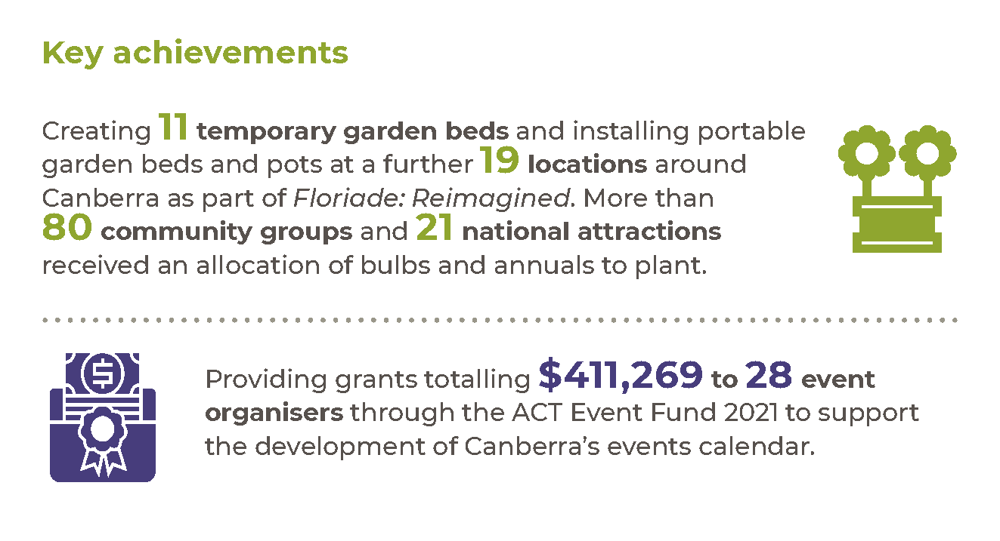 Key achievements
Creating 11 temporary garden beds and installing portable
garden beds and pots at a further 19 locations around
Canberra as part of Floriade: Reimagined. More than
80 community groups and 21 national attractions
received an allocation of bulbs and annuals to plant.
$
Providing grants totalling $411,269 to 28 event
organisers through the ACT Event Fund 2021 to support
the development of Canberra’s events calendar.